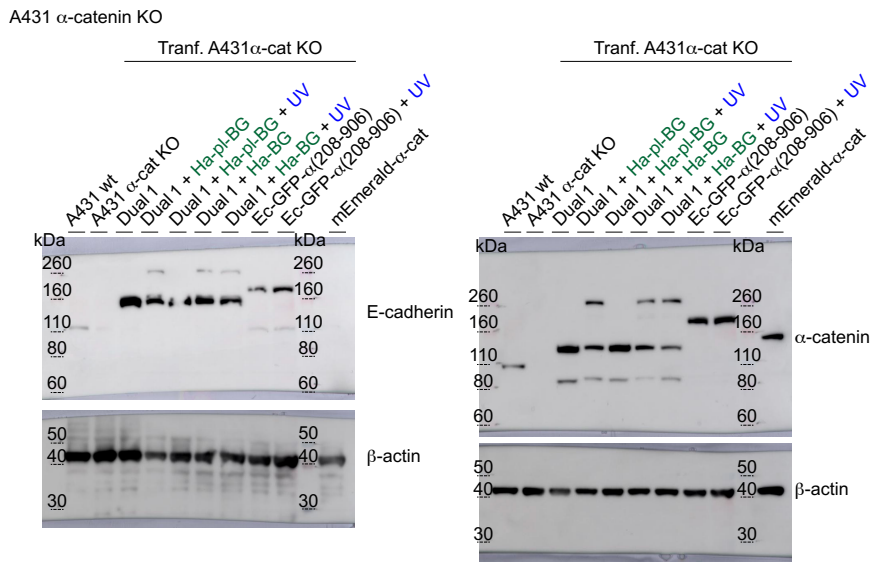 A431 α-catenin KO
Tranf. A431α-cat KO
A431 wt
A431 α-cat KO
Dual 1
Dual 1 + Ha-pl-BG
Dual 1 + Ha-pl-BG + UV
Dual 1 + Ha-BG
Dual 1 + Ha-BG + UV
Ec-GFP-α(208-906)
Ec-GFP-α(208-906) + UV
mEmerald-α-cat
kDa
kDa
260
260
160
160
110
110
80
80
60
60
E-cadherin
50
50
40
40
30
30
β-actin
Tranf. A431α-cat KO
A431 wt
A431 α-cat KO
Dual 1
Dual 1 + Ha-pl-BG
Dual 1 + Ha-pl-BG + UV
Dual 1 + Ha-BG
Dual 1 + Ha-BG + UV
Ec-GFP-α(208-906)
Ec-GFP-α(208-906) + UV
mEmerald-α-cat
kDa
kDa
260
260
160
160
110
110
80
80
60
60
α-catenin
50
50
40
40
30
30
β-actin